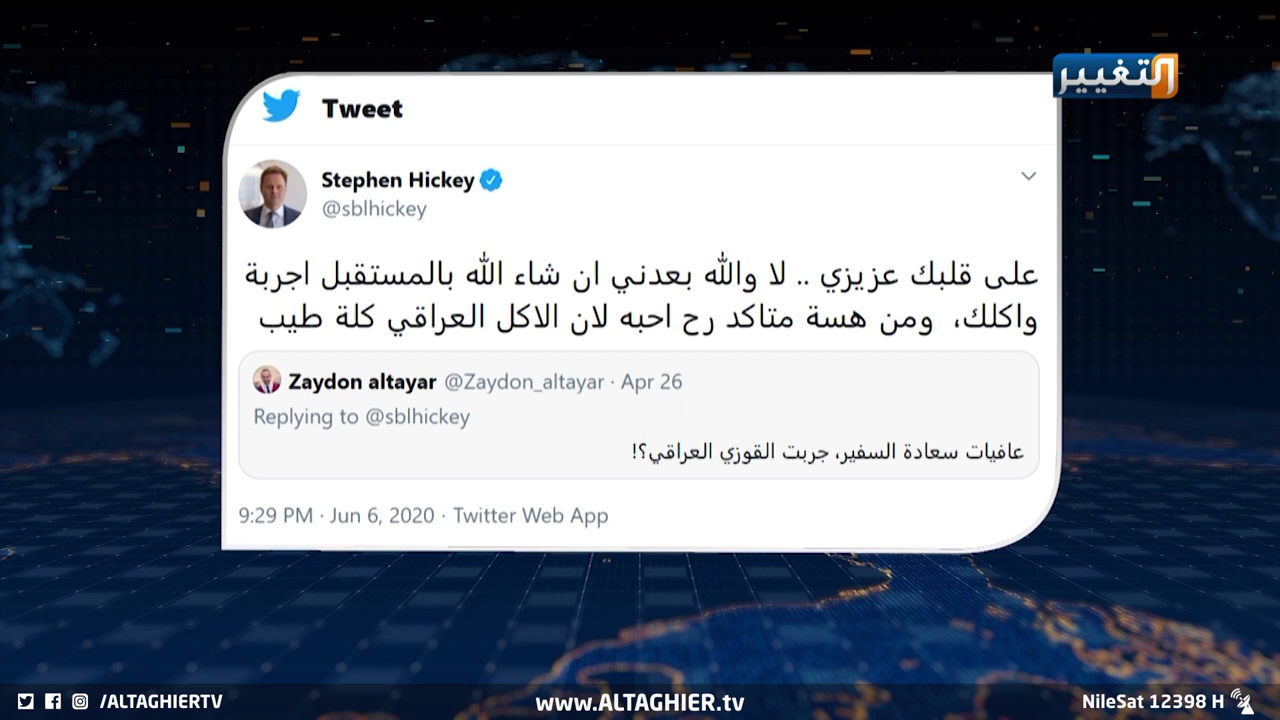 التغيير
Tweet
Stephen Hickey
@sblhickey
على قلبك عزيزي .. لا والله بعدني ان شاء الله بالمستقبل اجربة
واكلك، ومن هسة متاكد رح احبه لان الاكل العراقي كلة طيب
Zaydon altayar @Zaydon_altayar · Apr 26
Replying to @sblhickey
عافيات سعادة السفير، جربت القوزي العراقي؟!
9:29 PM · Jun 6, 2020 · Twitter Web App
/ALTAGHIERTV
www.ALTAGHIER.tv
NileSat 12398 H